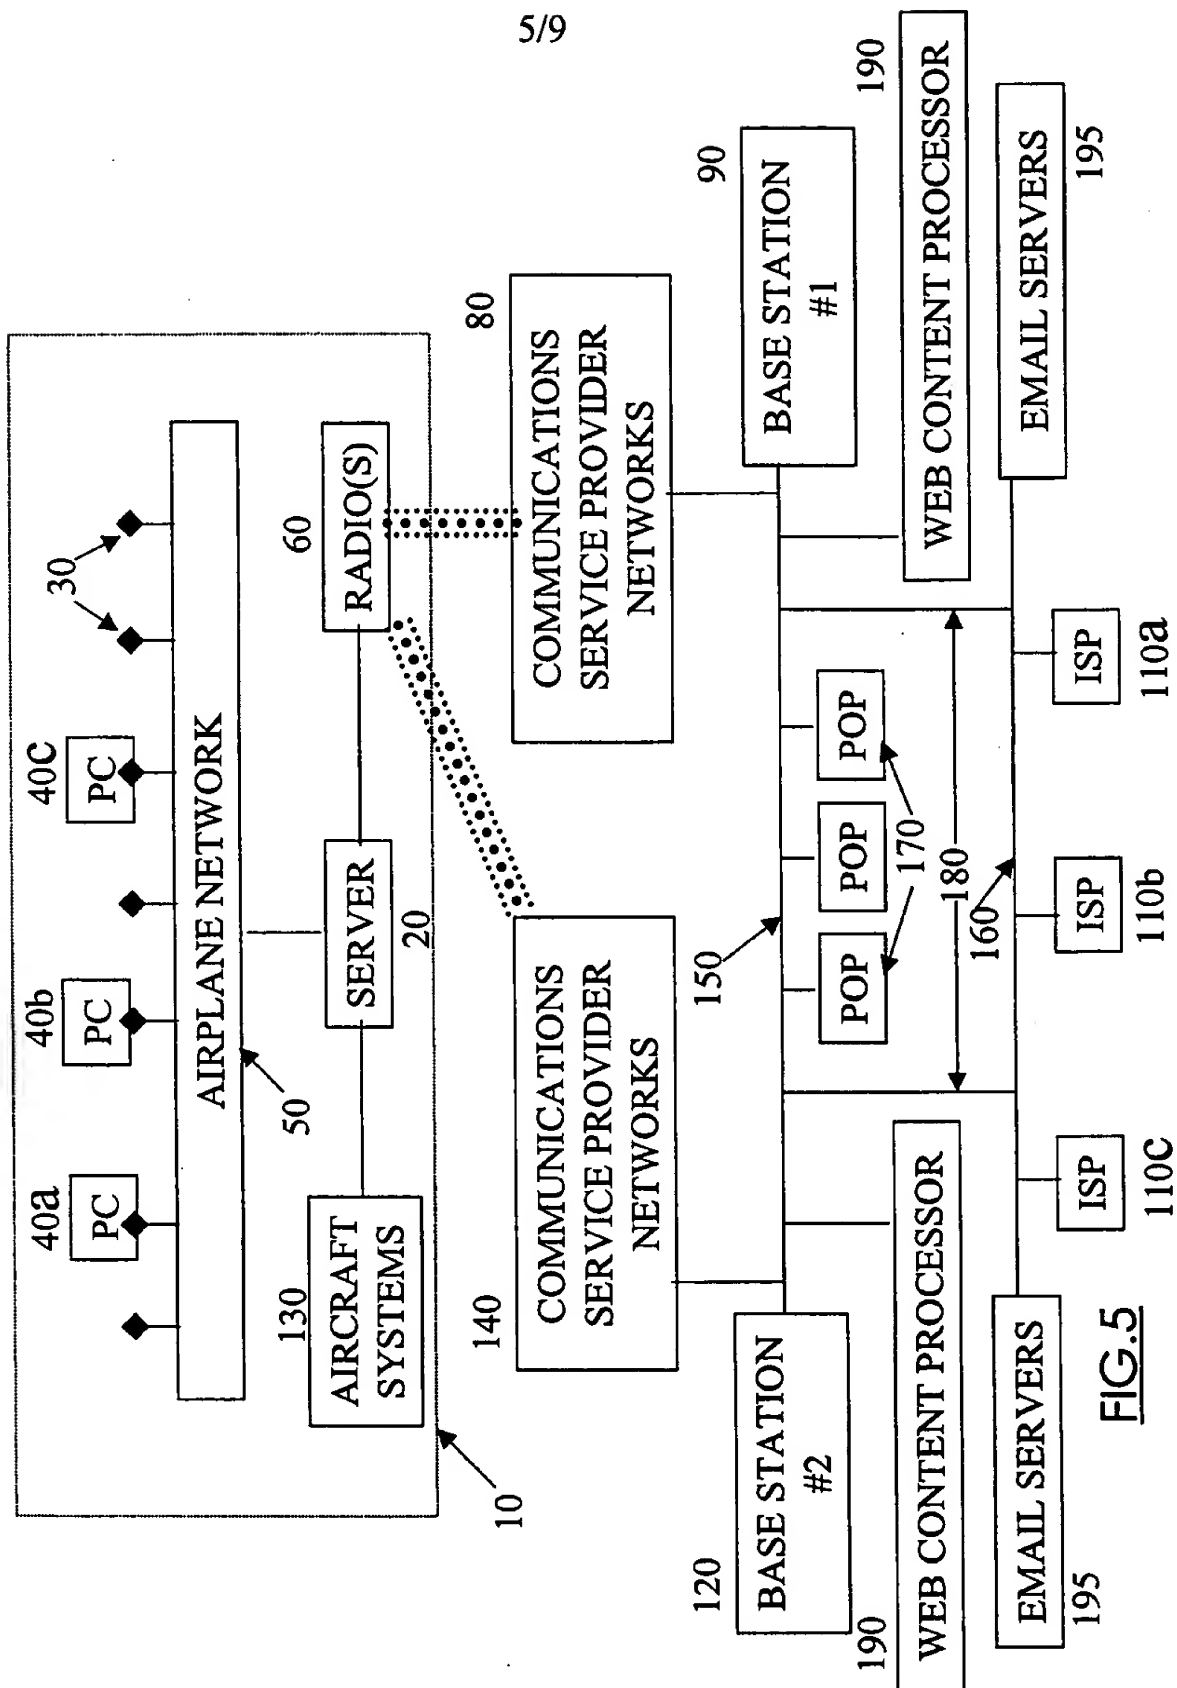 5/9
40a
40b
40c
30
PC
PC
PC
AIRPLANE NETWORK
50
130
AIRCRAFT
SYSTEMS
SERVER
20
60
RADIO(S)
10
140
COMMUNICATIONS
SERVICE PROVIDER
NETWORKS
80
COMMUNICATIONS
SERVICE PROVIDER
NETWORKS
120
BASE STATION
#2
150
90
BASE STATION
#1
190
WEB CONTENT PROCESSOR
POP
POP
POP
170
180
160
190
WEB CONTENT PROCESSOR
EMAIL SERVERS
195
EMAIL SERVERS
195
ISP
110c
ISP
110b
ISP
110a
FIG.5